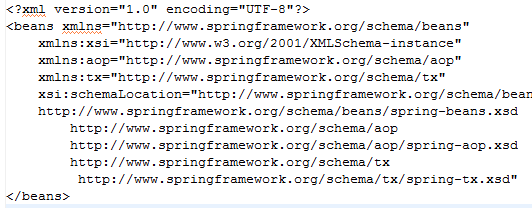 <?xml version="1.0" encoding="UTF-8"?>
<beans xmlns="http://www.springframework.org/schema/beans"
xmlns:xsi="http://www.w3.org/2001/XMLSchema-instance"
xmlns:aop="http://www.springframework.org/schema/aop"
xmlns:tx="http://www.springframework.org/schema/tx"
xsi:schemaLocation="http://www.springframework.org/schema/bean
http://www.springframework.org/schema/beans/spring-beans.xsd
http://www.springframework.org/schema/aop
http://www.springframework.org/schema/aop/spring-aop.xsd
http://www.springframework.org/schema/tx
http://www.springframework.org/schema/tx/spring-tx.xsd"
</beans>